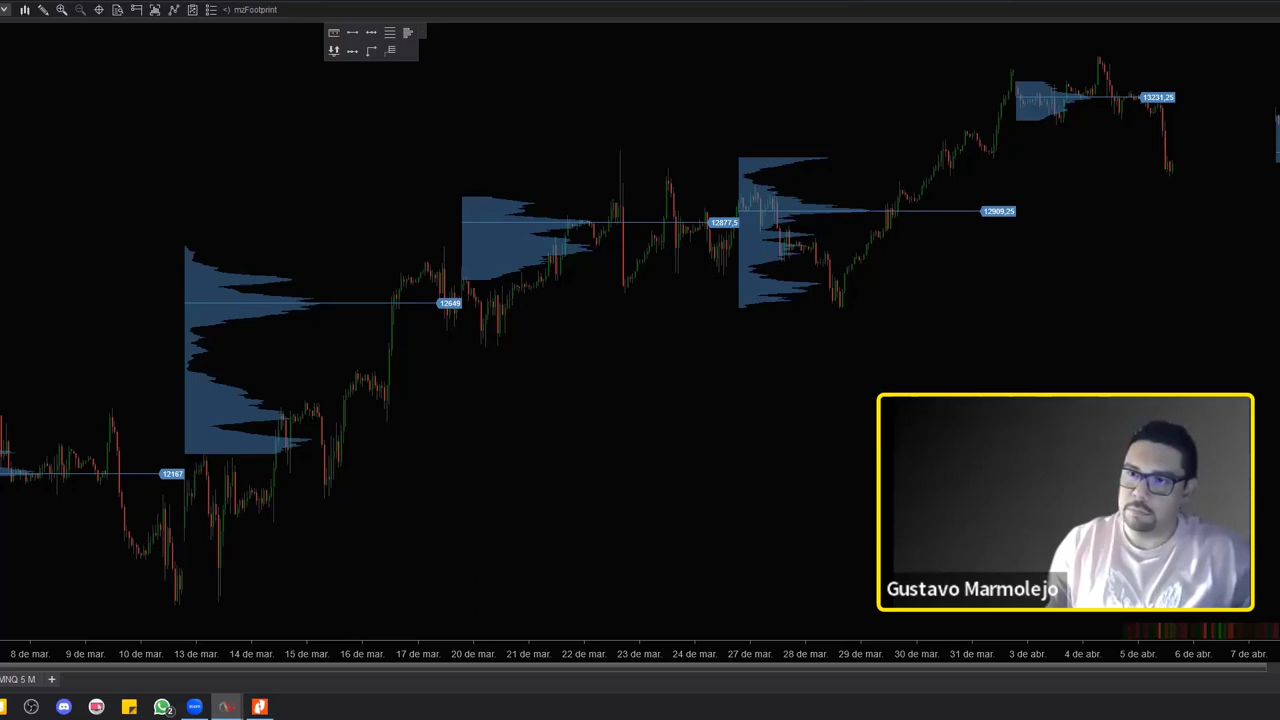 mzFootprint
13231,25
12909,25
12877,5
12649
12167
Gustavo Marmolejo
8 de mar.
9 de mar.
10 de mar.
13 de mar.
14 de mar.
15 de mar.
16 de mar.
17 de mar.
20 de mar.
21 de mar.
22 de mar.
23 de mar.
24 de mar.
27 de mar.
28 de mar.
29 de mar.
30 de mar.
31 de mar.
3 de abr.
4 de abr.
5 de abr.
6 de abr.
7 de abr.
MNQ 5 M
2